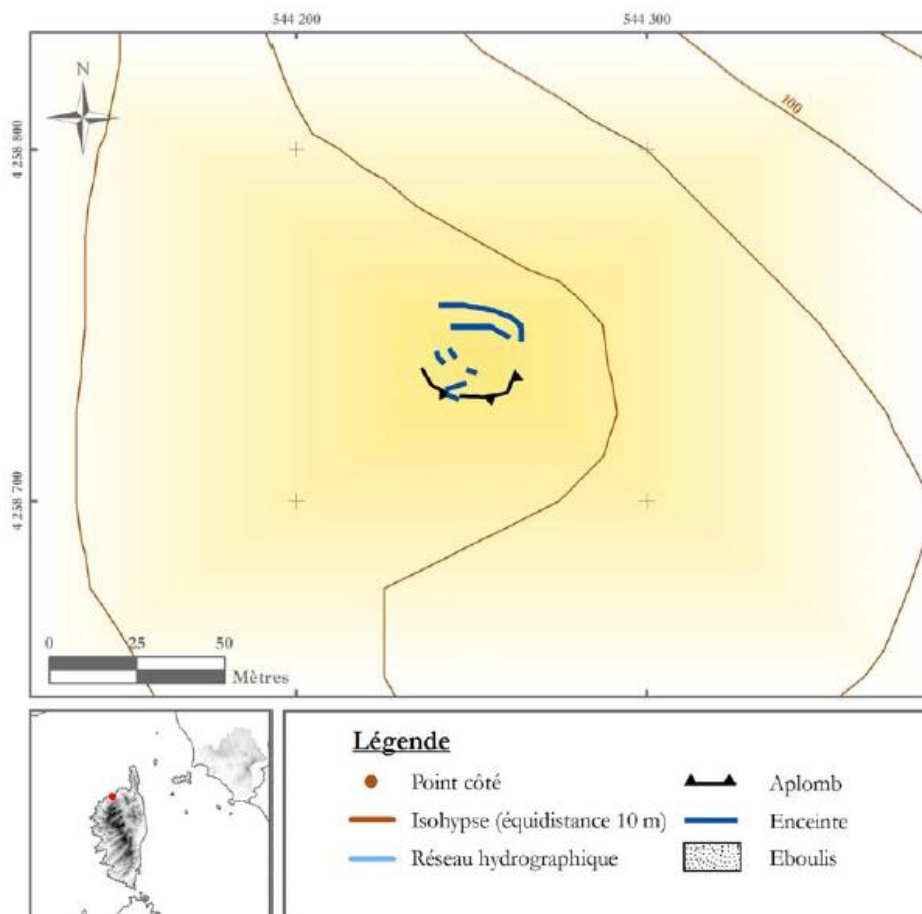 544 200 544 300
N
100
4 258 800
4 258 700
0 25 50
Mètres
Légende
Point côté
Isohypse (équidistance 10 m)
Réseau hydrographique
Aplomb
Enceinte
Eboulis